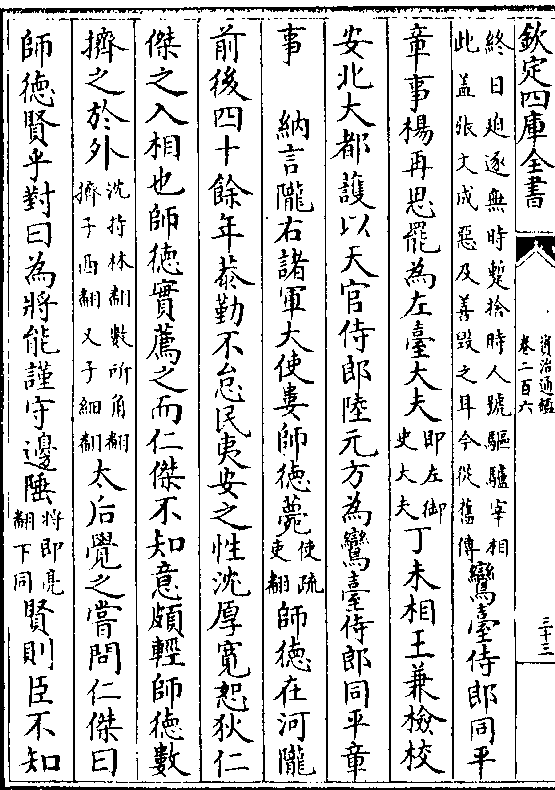 欽定四庫全書
資治通鑑
卷二百六
三十三
終日廹逐無時蹔捨時人號驅驢宰相
此蓋張文成惡及善毁之耳今從舊傳
鸞臺侍郎同平
章事楊再思罷為左臺大夫
即左御
史大夫
丁未相王兼檢校
安北大都護以天官侍郎陸元方為鸞臺侍郎同平章
事　納言隴右諸軍大使婁師德薨
使疏
吏翻
師德在河隴
前後四十餘年恭勤不怠民夷安之性沈厚寛恕狄仁
傑之入相也師德實薦之而仁傑不知意頗輕師德數
擠之於外
沈持林翻數所角翻
擠子西翻又子細翻
太后覺之嘗問仁傑曰
師德賢乎對曰為將能謹守邊陲
將即亮
翻下同
賢則臣不知